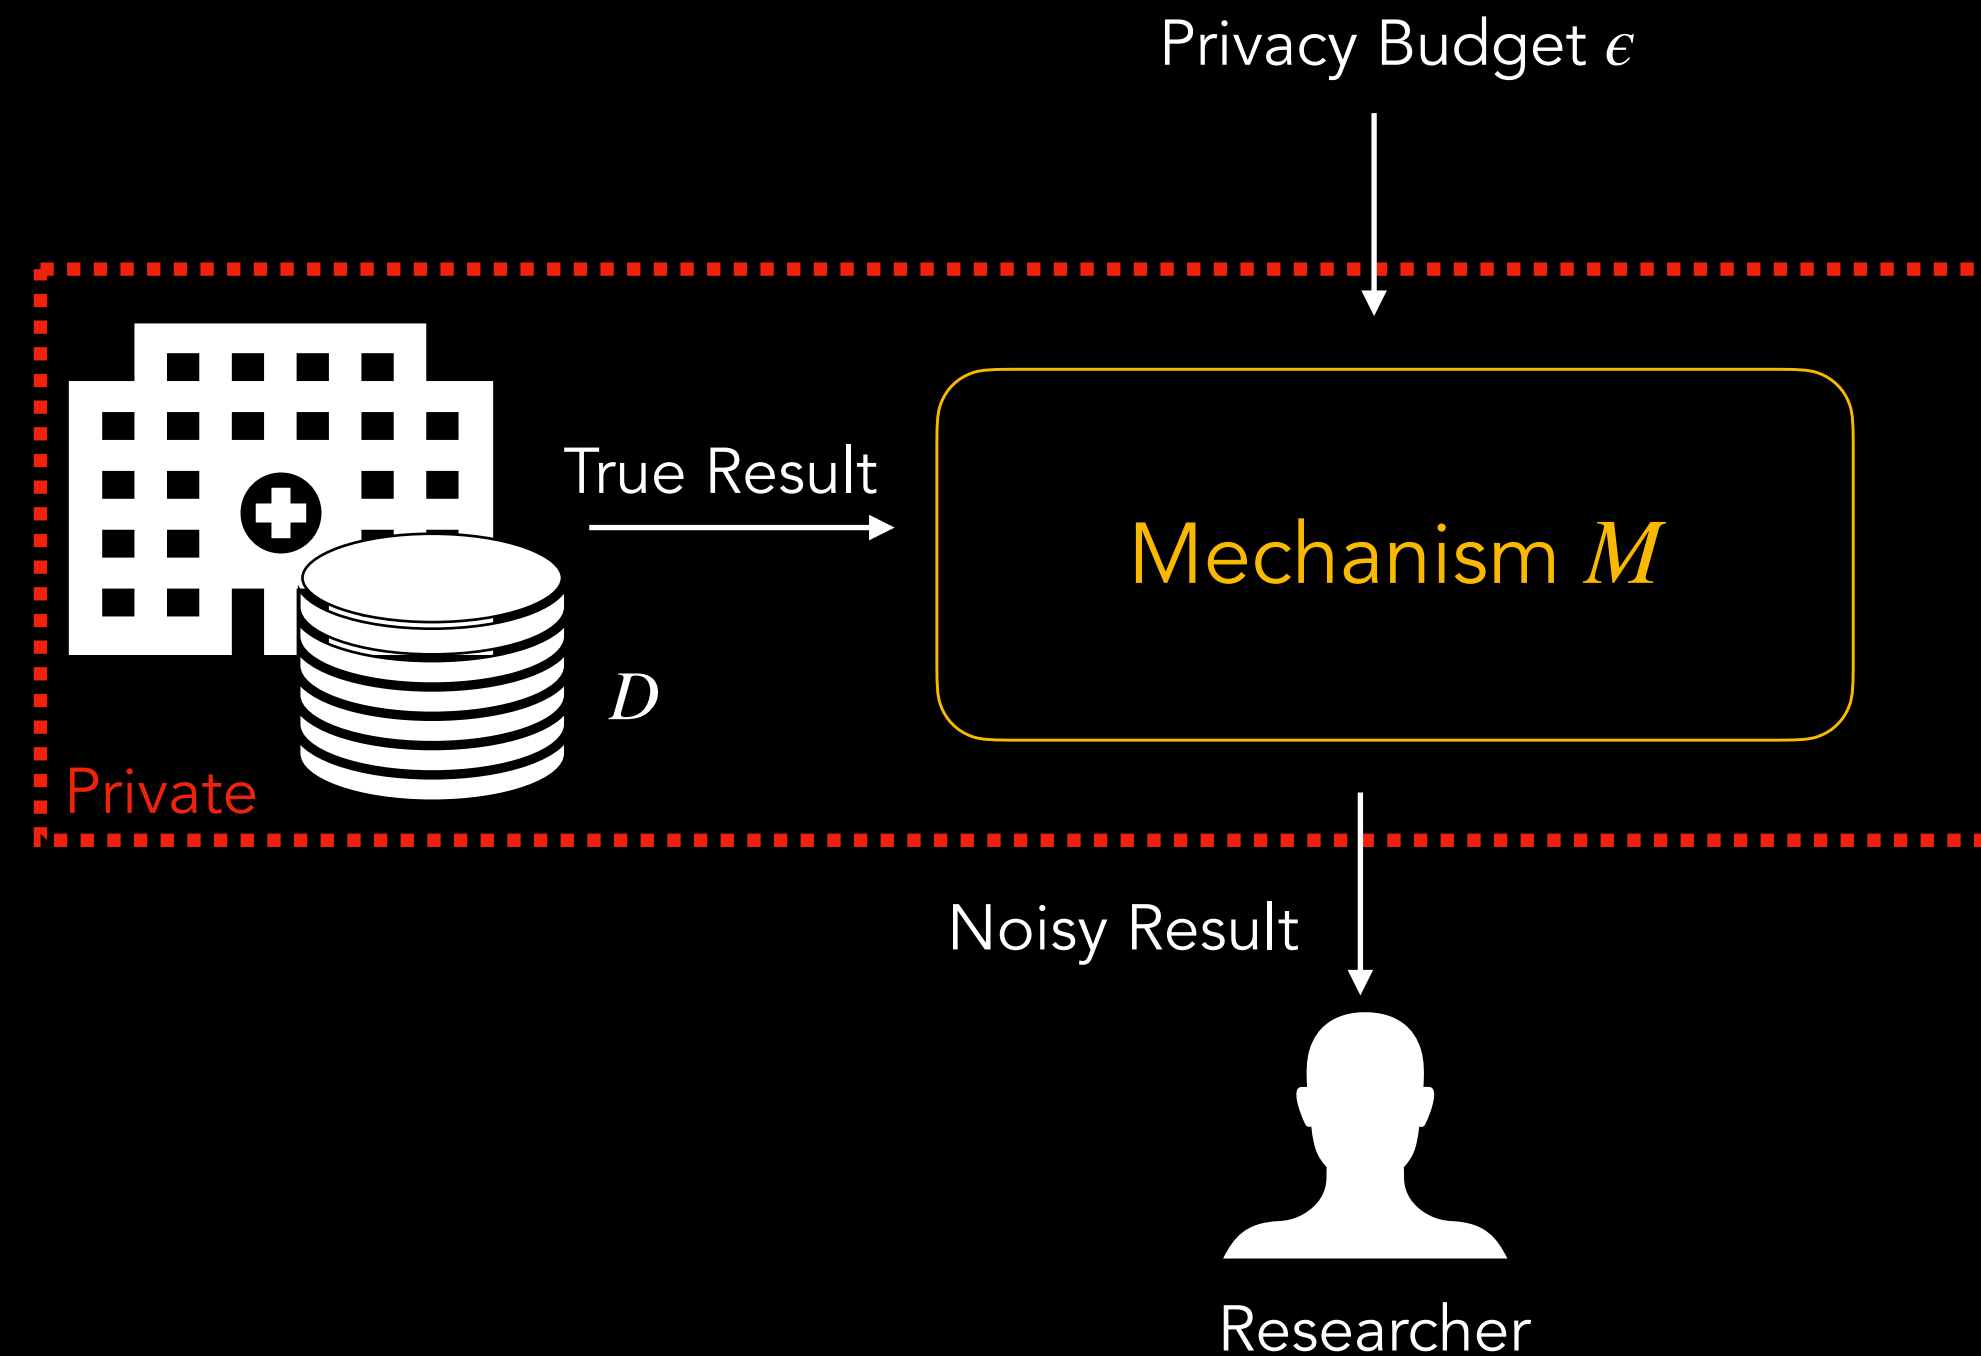 Privacy Budget ϵ
True Result
Mechanism M
D
Private
Noisy Result
Researcher